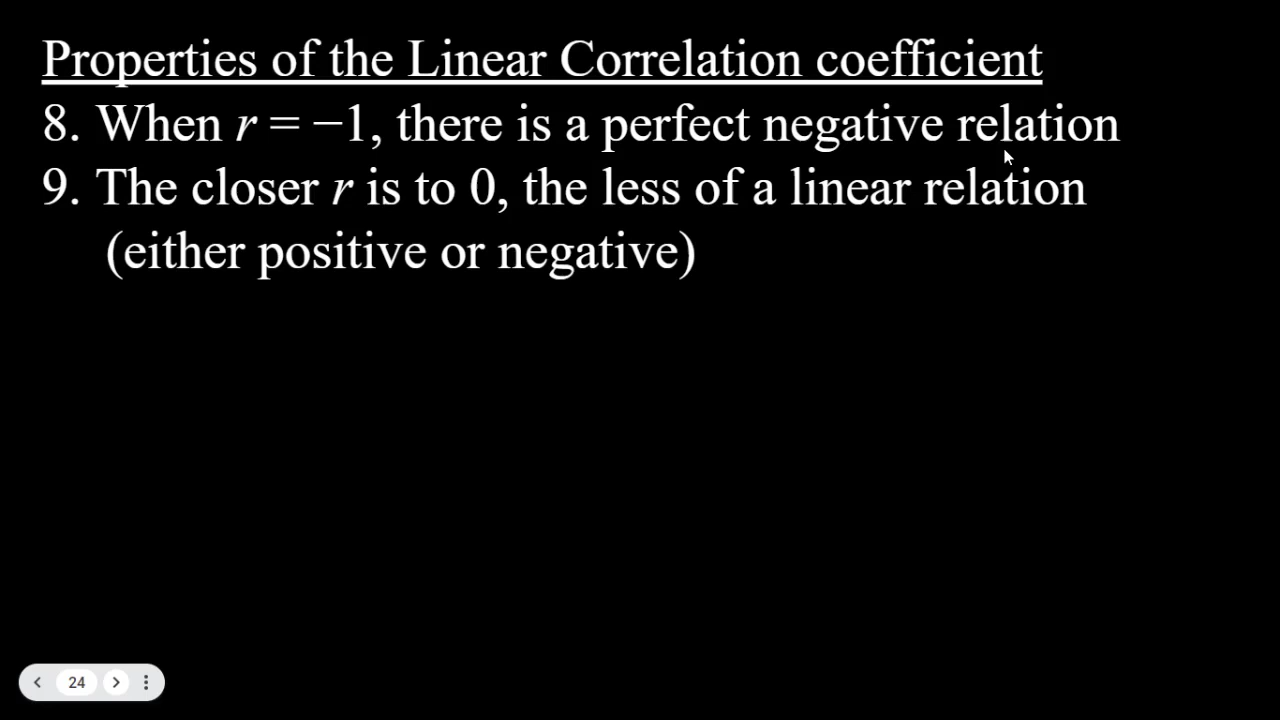 Properties of the Linear Correlation coefficient
8. When r = −1, there is a perfect negative relation
9. The closer r is to 0, the less of a linear relation
(either positive or negative)
24